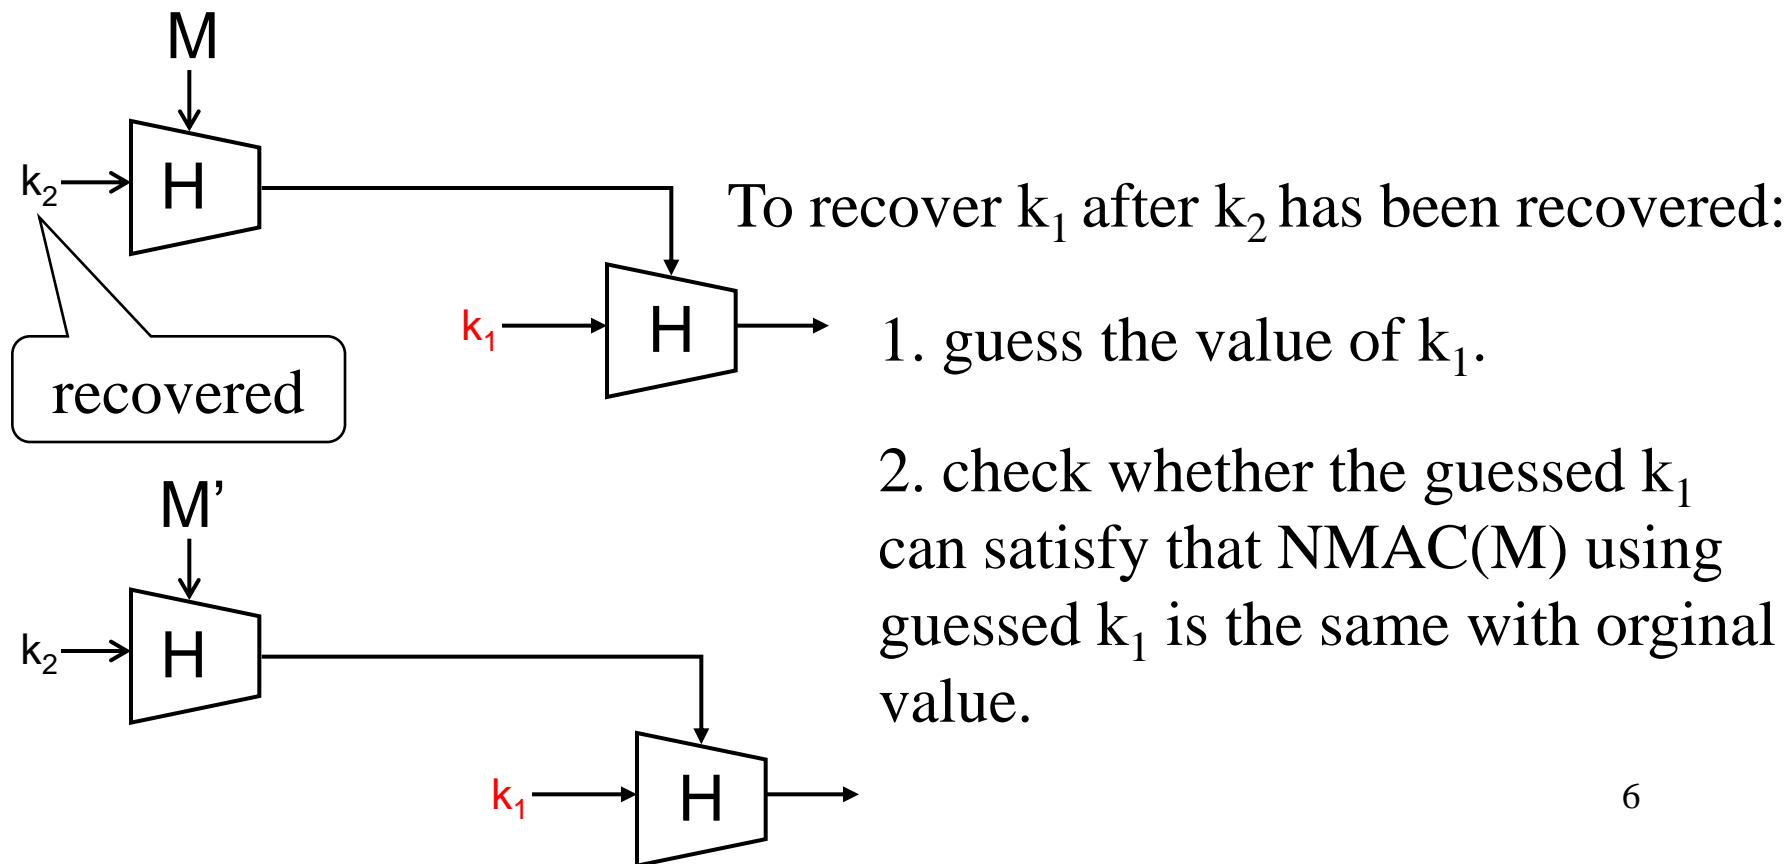 M
k₂
H
k₁
H
recovered
M’
k₂
H
k₁
H
To recover k₁ after k₂ has been recovered:
1. guess the value of k₁.
2. check whether the guessed k₁
can satisfy that NMAC(M) using
guessed k₁ is the same with orginal
value.
6